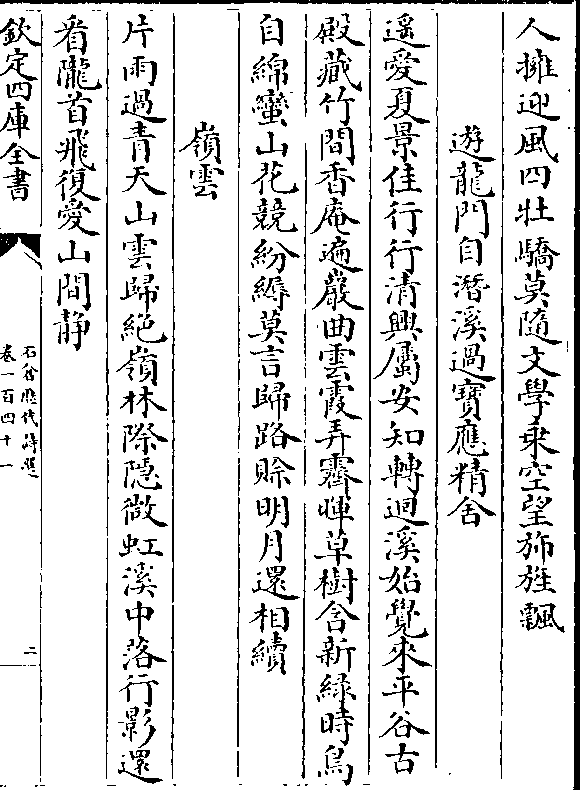 人擁迎風四牡驕莫隨文學乘空望斾旌飄
遊龍門自潛溪過寶應精舍
遥愛夏景佳行行清興屬安知轉迴溪始覺來平谷古
殿藏竹間香庵遍巖曲雲霞弄霽暉草樹含新緑時鳥
自綿蠻山花競紛縟莫言歸路賒明月還相續
嶺雲
片雨過青天山雲歸絶嶺林際隠微虹溪中落行影還
看隴首飛復愛山間静
欽定四庫全書
石倉歴代詩選
卷一百四十一
二